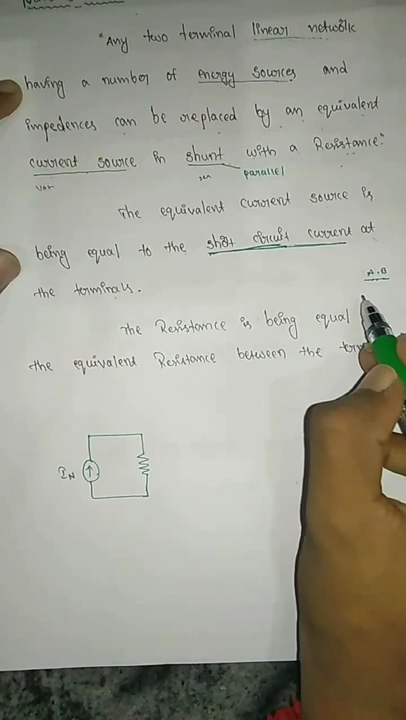 "Any two terminal linear network
having a number of energy sources and
impedences can be replaced by an equivalent
current source in shunt with a Resistance."
parallel
The equivalent current source is
being equal to the short circuit current at
A.B
the terminals.
The Resistance is being equal
the equivalent Resistance between the
IN